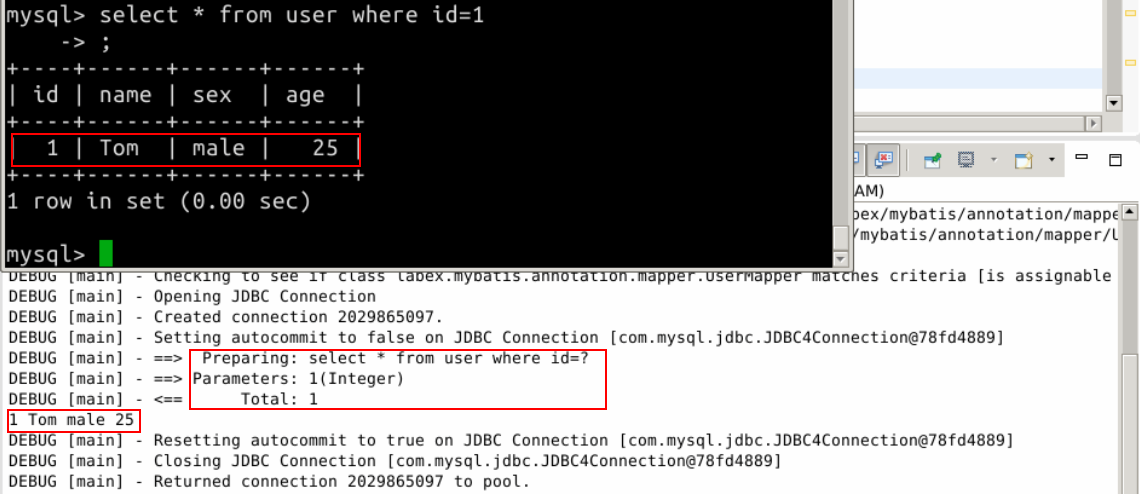 mysql> select * from user where id=1
    -> ;
+----+------+------+------+
| id | name | sex  | age  |
+----+------+------+------+
|  1 | Tom  | male |   25 |
+----+------+------+------+
1 row in set (0.00 sec)
mysql>
AM)
bex/mybatis/annotation/mappe
/mybatis/annotation/mapper/U
DEBUG [main] - Checking to see if class labex.mybatis.annotation.mapper.UserMapper matches criteria [is assignable
DEBUG [main] - Opening JDBC Connection
DEBUG [main] - Created connection 2029865097.
DEBUG [main] - Setting autocommit to false on JDBC Connection [com.mysql.jdbc.JDBC4Connection@78fd4889]
DEBUG [main] - ==>  Preparing: select * from user where id=?
DEBUG [main] - ==> Parameters: 1(Integer)
DEBUG [main] - <==      Total: 1
1 Tom male 25
DEBUG [main] - Resetting autocommit to true on JDBC Connection [com.mysql.jdbc.JDBC4Connection@78fd4889]
DEBUG [main] - Closing JDBC Connection [com.mysql.jdbc.JDBC4Connection@78fd4889]
DEBUG [main] - Returned connection 2029865097 to pool.